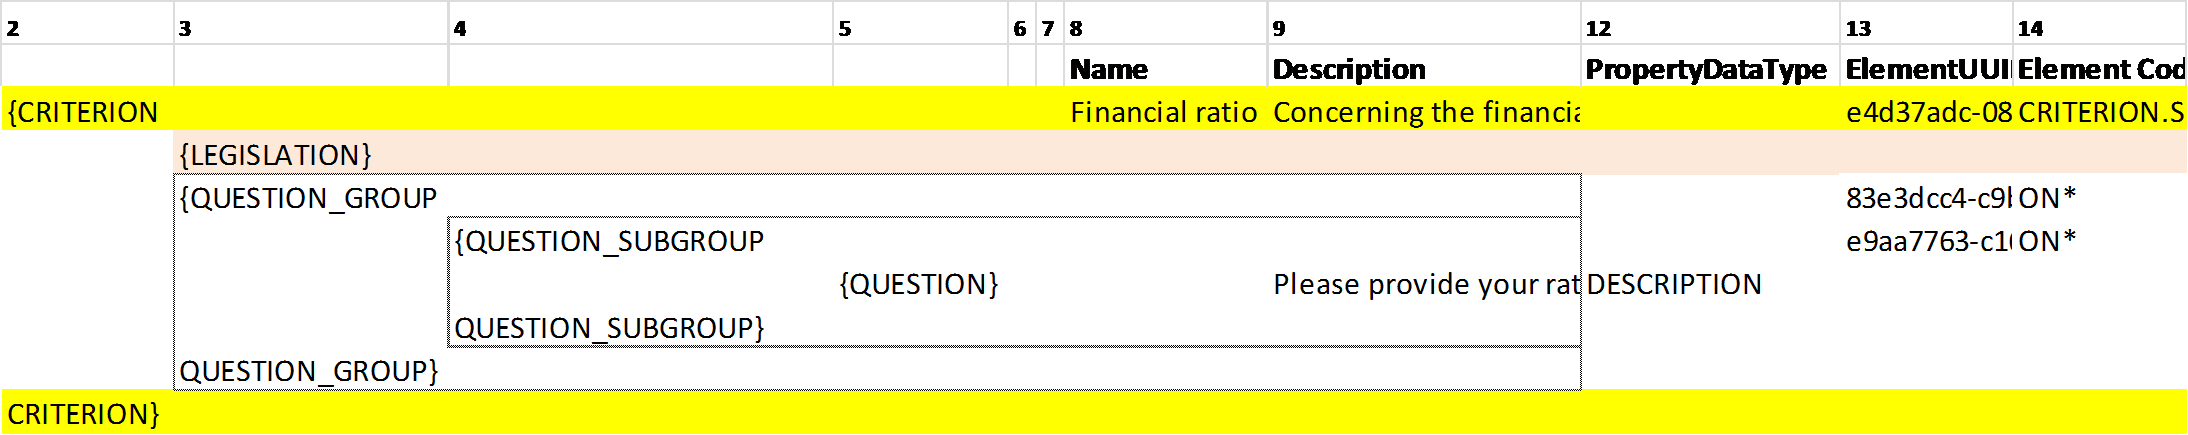 2 3 4 5 6 7 8 9 12 13 14
Name Description PropertyDataType ElementUUI Element Cod
{CRITERION Financial ratio Concerning the financia e4d37adc-08 CRITERION.S
{LEGISLATION}
{QUESTION_GROUP 83e3dcc4-c9b ON*
{QUESTION_SUBGROUP e9aa7763-c10 ON*
{QUESTION} Please provide your rat DESCRIPTION
QUESTION_SUBGROUP}
QUESTION_GROUP}
CRITERION}